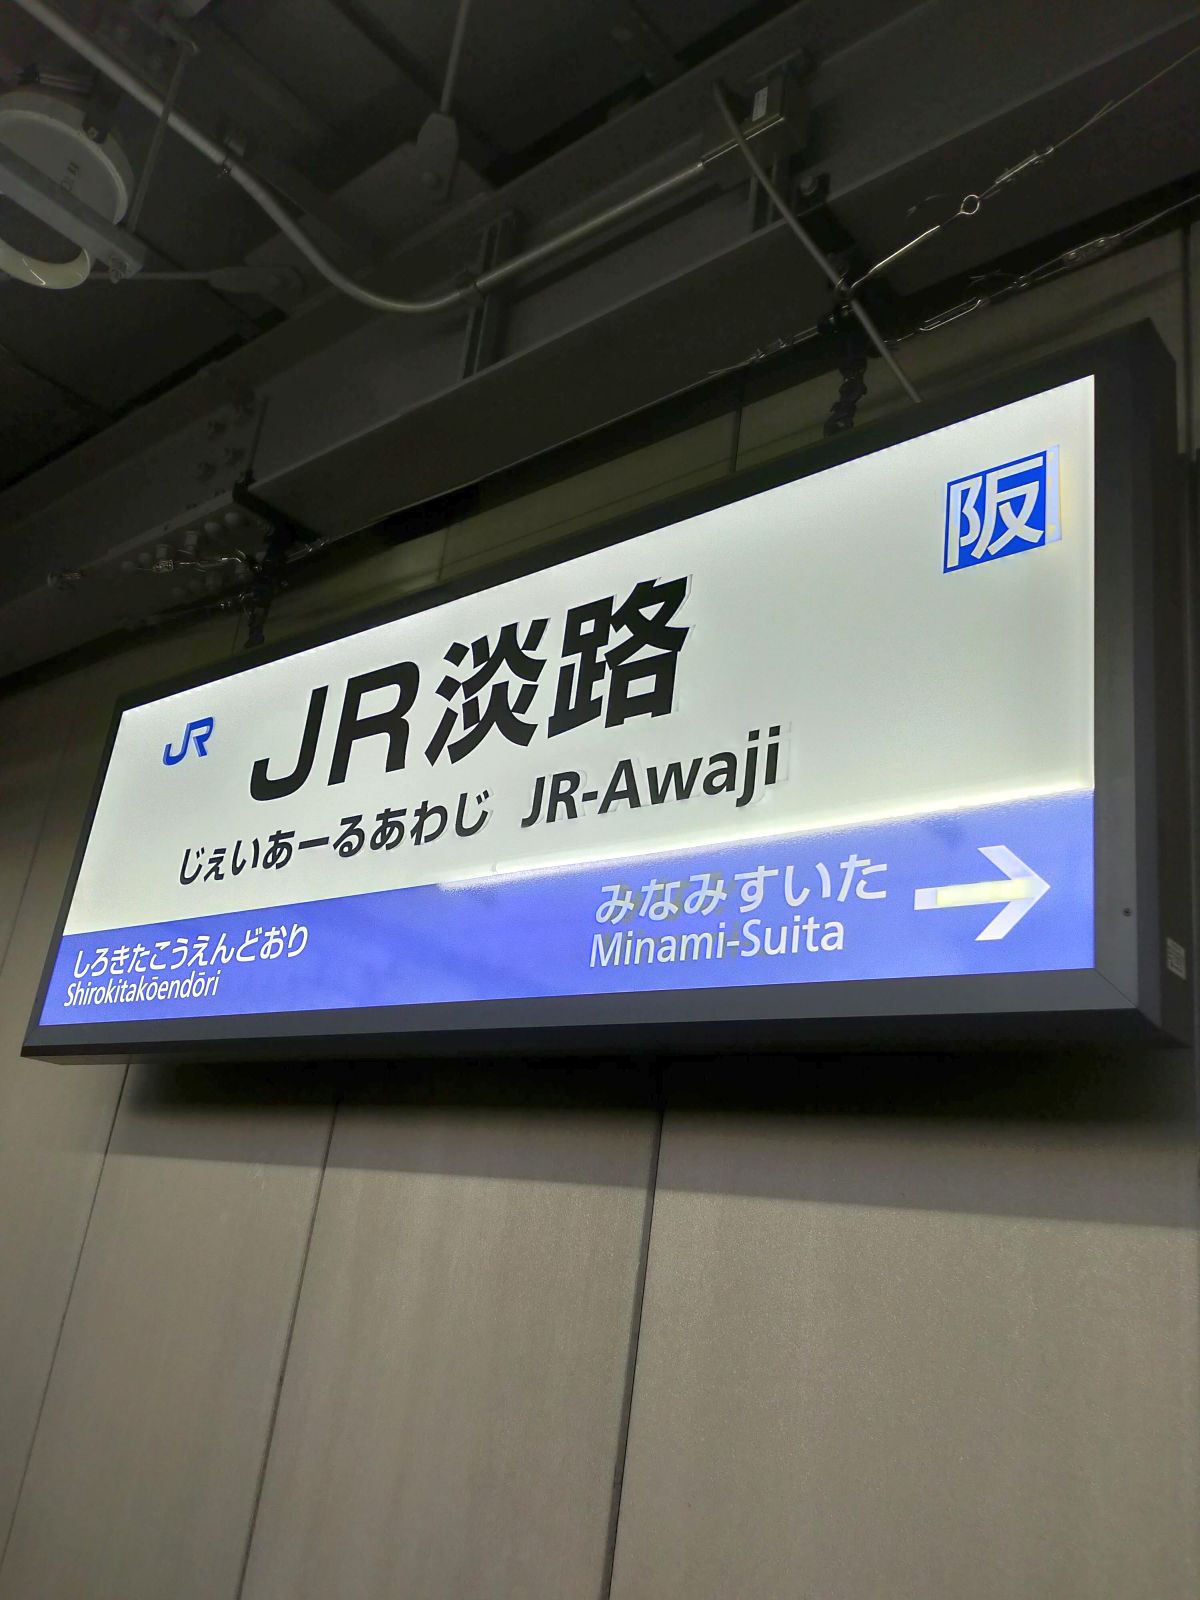 阪
JR JR淡路
じぇいあーるあわじ JR-Awaji
しろきたこうえんどおり
Shirokitakōendōri
みなみすいた
Minami-Suita